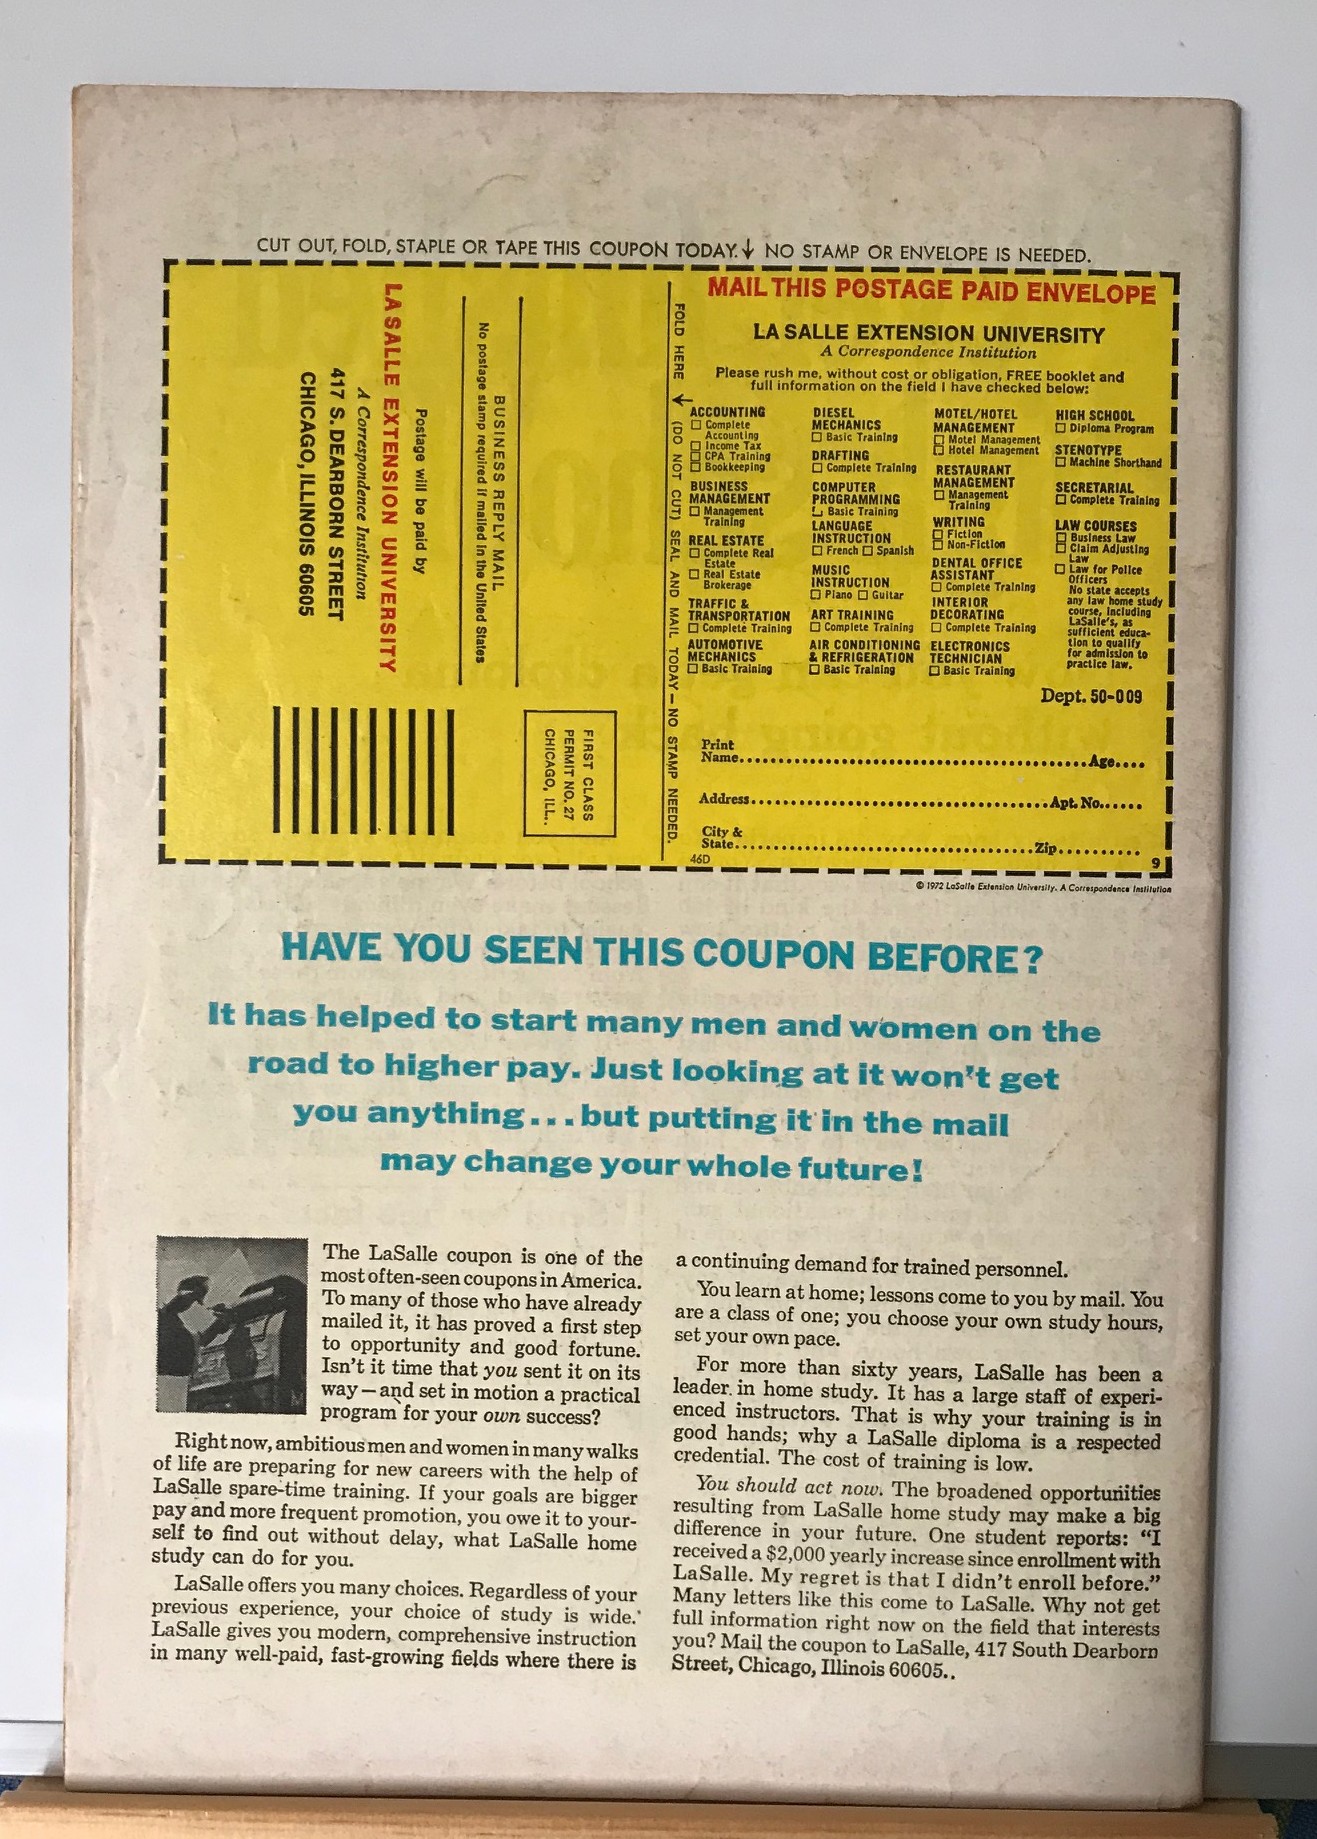 CUT OUT, FOLD, STAPLE OR TAPE THIS COUPON TODAY.↓ NO STAMP OR ENVELOPE IS NEEDED.
BUSINESS REPLY MAIL
No postage stamp required if mailed in the United States
Postage will be paid by
LASALLE EXTENSION UNIVERSITY
A Correspondence Institution
417 S. DEARBORN STREET
CHICAGO, ILLINOIS 60605
FIRST CLASS
PERMIT NO. 27
CHICAGO, ILL..
FOLD HERE ↓ (DO NOT CUT) SEAL AND MAIL TODAY — NO STAMP NEEDED.
MAIL THIS POSTAGE PAID ENVELOPE
LA SALLE EXTENSION UNIVERSITY
A Correspondence Institution
Please rush me, without cost or obligation, FREE booklet and
full information on the field I have checked below:
ACCOUNTING
☐ Complete
Accounting
☐ Income Tax
☐ CPA Training
☐ Bookkeeping
BUSINESS
MANAGEMENT
☐ Management
Training
REAL ESTATE
☐ Complete Real
Estate
☐ Real Estate
Brokerage
TRAFFIC &
TRANSPORTATION
☐ Complete Training
AUTOMOTIVE
MECHANICS
☐ Basic Training
DIESEL
MECHANICS
☐ Basic Training
DRAFTING
☐ Complete Training
COMPUTER
PROGRAMMING
☐ Basic Training
LANGUAGE
INSTRUCTION
☐ French ☐ Spanish
MUSIC
INSTRUCTION
☐ Piano ☐ Guitar
ART TRAINING
☐ Complete Training
AIR CONDITIONING
& REFRIGERATION
☐ Basic Training
MOTEL/HOTEL
MANAGEMENT
☐ Motel Management
☐ Hotel Management
RESTAURANT
MANAGEMENT
☐ Management
Training
WRITING
☐ Fiction
☐ Non-Fiction
DENTAL OFFICE
ASSISTANT
☐ Complete Training
INTERIOR
DECORATING
☐ Complete Training
ELECTRONICS
TECHNICIAN
☐ Basic Training
HIGH SCHOOL
☐ Diploma Program
STENOTYPE
☐ Machine Shorthand
SECRETARIAL
☐ Complete Training
LAW COURSES
☐ Business Law
☐ Claim Adjusting
Law
☐ Law for Police
Officers
No state accepts
any law home study
course, including
LaSalle's, as
sufficient educa-
tion to qualify
for admission to
practice law.
Dept. 50-009
Print
Name........................................Age....
Address...................................Apt. No......
City &
State...................................Zip..........
46D 9
© 1972 LaSalle Extension University. A Correspondence Institution
HAVE YOU SEEN THIS COUPON BEFORE?
It has helped to start many men and women on the
road to higher pay. Just looking at it won't get
you anything...but putting it in the mail
may change your whole future!
The LaSalle coupon is one of the
most often-seen coupons in America.
To many of those who have already
mailed it, it has proved a first step
to opportunity and good fortune.
Isn't it time that you sent it on its
way—and set in motion a practical
program for your own success?
Right now, ambitious men and women in many walks
of life are preparing for new careers with the help of
LaSalle spare-time training. If your goals are bigger
pay and more frequent promotion, you owe it to your-
self to find out without delay, what LaSalle home
study can do for you.
LaSalle offers you many choices. Regardless of your
previous experience, your choice of study is wide.
LaSalle gives you modern, comprehensive instruction
in many well-paid, fast-growing fields where there is
a continuing demand for trained personnel.
You learn at home; lessons come to you by mail. You
are a class of one; you choose your own study hours,
set your own pace.
For more than sixty years, LaSalle has been a
leader in home study. It has a large staff of experi-
enced instructors. That is why your training is in
good hands; why a LaSalle diploma is a respected
credential. The cost of training is low.
You should act now. The broadened opportunities
resulting from LaSalle home study may make a big
difference in your future. One student reports: "I
received a $2,000 yearly increase since enrollment with
LaSalle. My regret is that I didn't enroll before."
Many letters like this come to LaSalle. Why not get
full information right now on the field that interests
you? Mail the coupon to LaSalle, 417 South Dearborn
Street, Chicago, Illinois 60605..